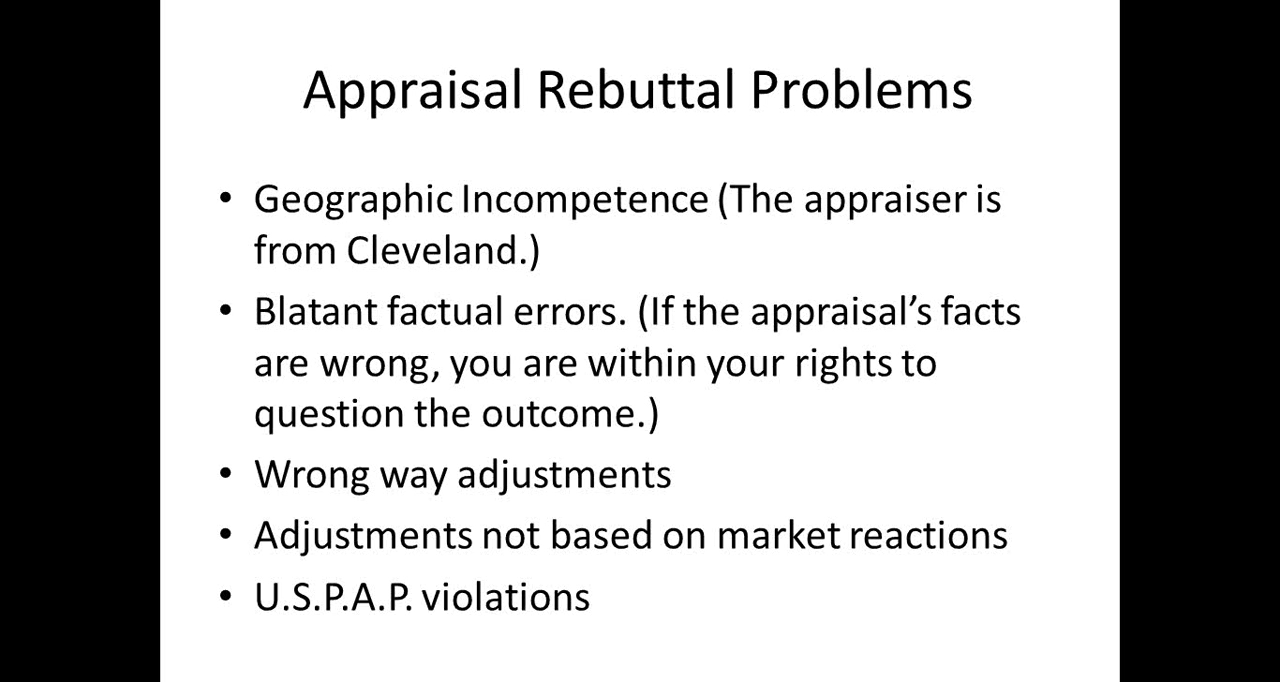 Appraisal Rebuttal Problems
• Geographic Incompetence (The appraiser is
from Cleveland.)
• Blatant factual errors. (If the appraisal’s facts
are wrong, you are within your rights to
question the outcome.)
• Wrong way adjustments
• Adjustments not based on market reactions
• U.S.P.A.P. violations